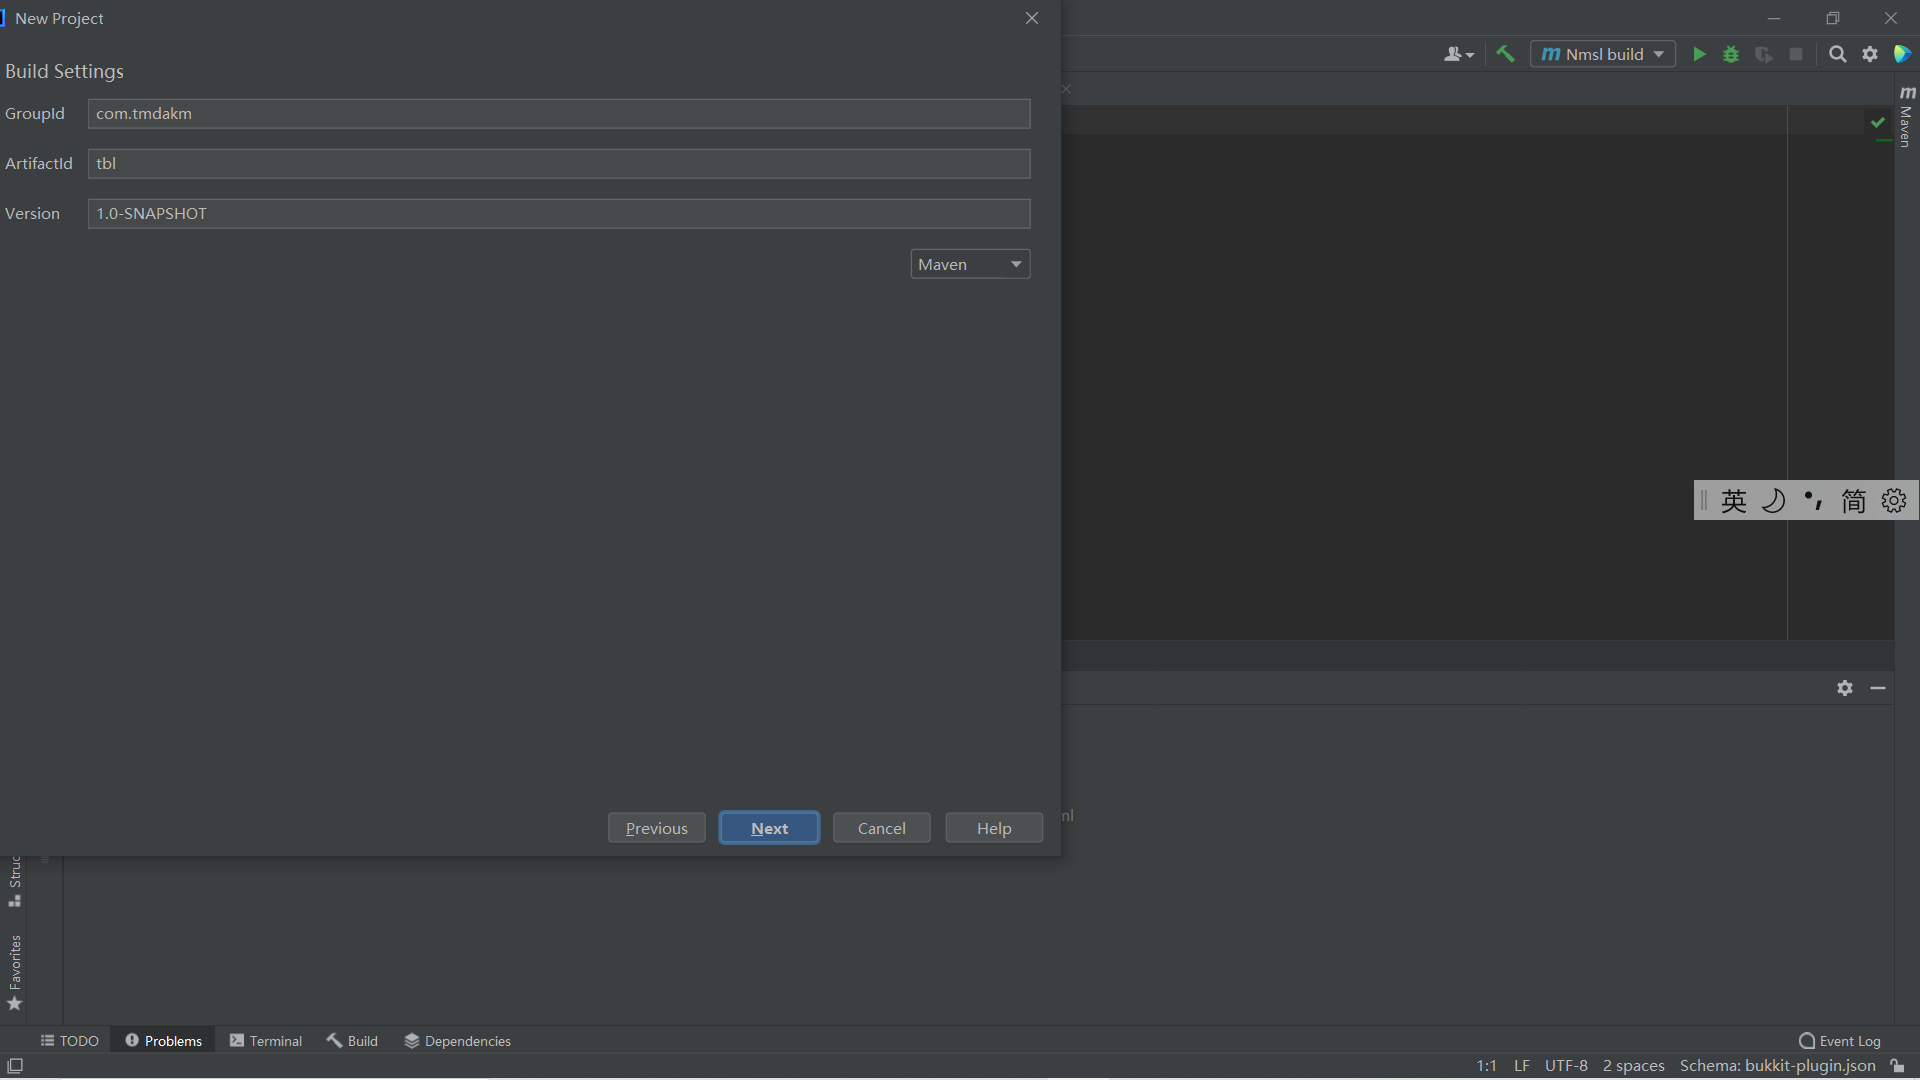 New Project
Build Settings
GroupId com.tmdakm
ArtifactId tbl
Version 1.0-SNAPSHOT
Maven
Previous Next Cancel Help
Nmsl build
Maven
英 简
ml
Struc
Favorites
TODO Problems Terminal Build Dependencies Event Log
1:1 LF UTF-8 2 spaces Schema: bukkit-plugin.json